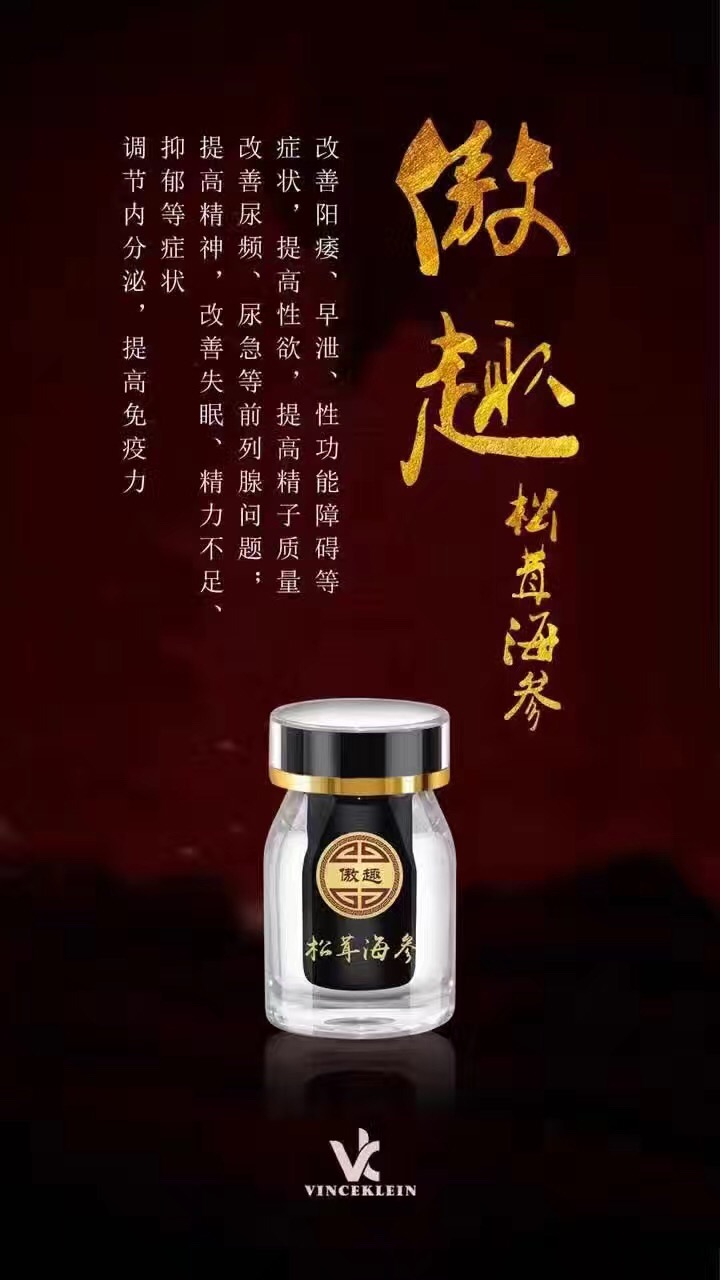 傲趣
松茸海参
改善阳痿、早泄、性功能障碍等
症状，提高性欲，提高精子质量
改善尿频、尿急等前列腺问题；
提高精神，改善失眠、精力不足、
抑郁等症状
调节内分泌，提高免疫力
傲趣
松茸海参
VK
VINCEKLEIN